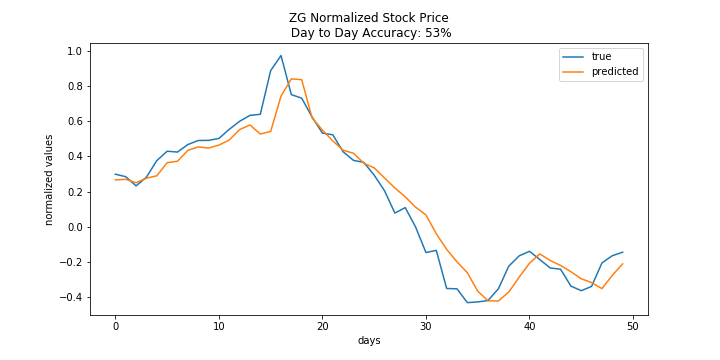 ZG Normalized Stock Price
Day to Day Accuracy: 53%
true
predicted
normalized values
1.0
0.8
0.6
0.4
0.2
0.0
−0.2
−0.4
0 10 20 30 40 50
days